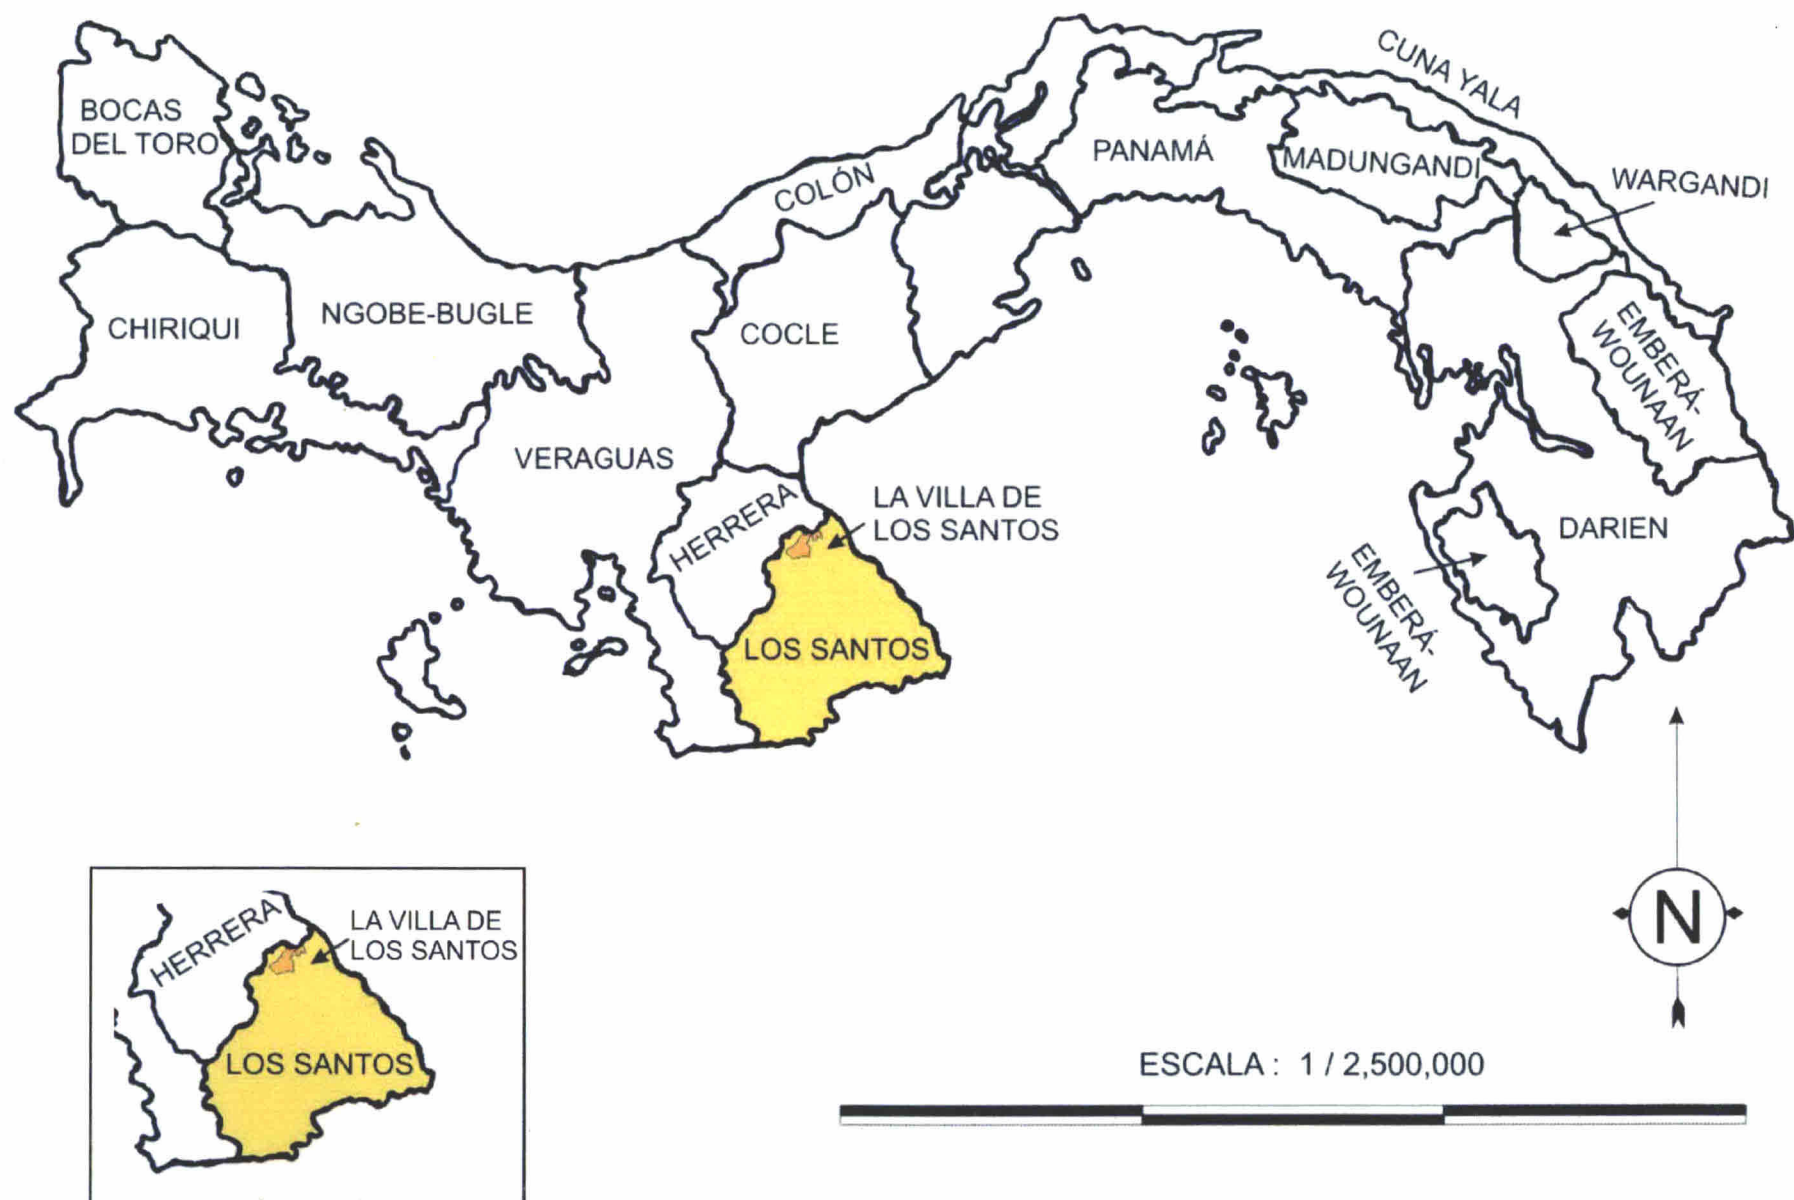 CUNA YALA
BOCAS
DEL TORO
PANAMÁ
MADUNGANDI
WARGANDI
COLÓN
CHIRIQUI
NGOBE-BUGLE
COCLE
EMBERÁ-
WOUNAAN
VERAGUAS
HERRERA
LA VILLA DE
LOS SANTOS
DARIEN
EMBERÁ-
WOUNAAN
LOS SANTOS
HERRERA
LA VILLA DE
LOS SANTOS
LOS SANTOS
N
ESCALA : 1 / 2,500,000